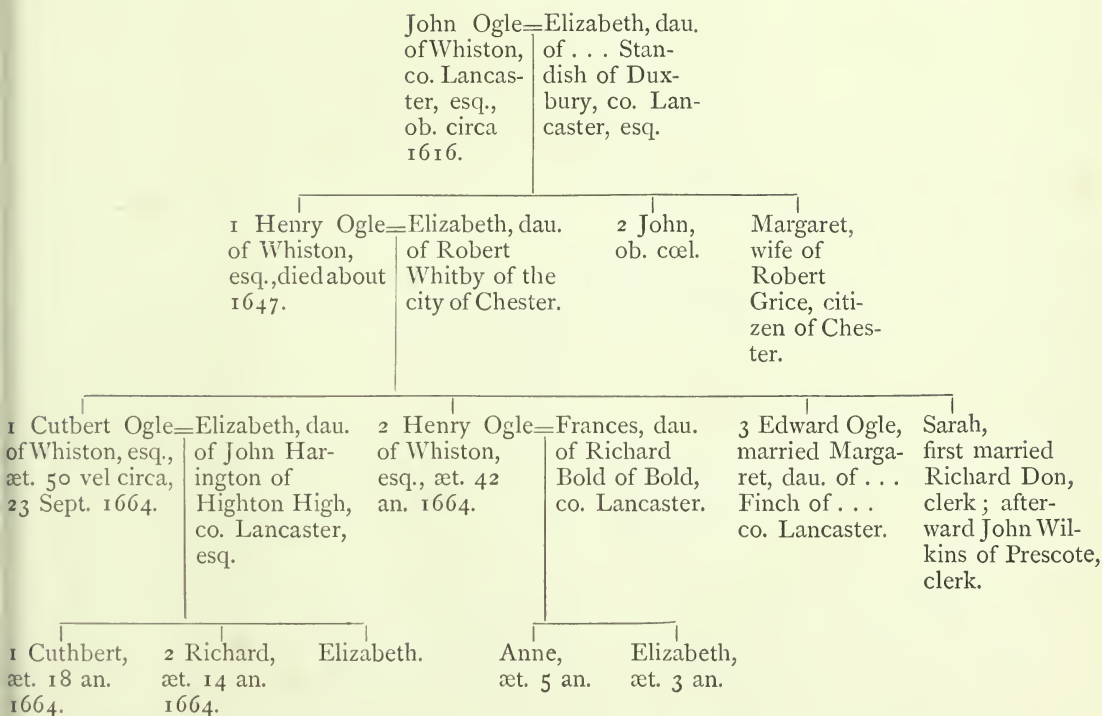 John Ogle=Elizabeth, dau.
of Whiston, of . . . Stan-
co. Lancas- dish of Dux-
ter, esq., bury, co. Lan-
ob. circa caster, esq.
1616.
1 Henry Ogle=Elizabeth, dau. 2 John, Margaret,
of Whiston, of Robert ob. cœl. wife of
esq., died about Whitby of the Robert
1647. city of Chester. Grice, citi-
zen of Ches-
ter.
1 Cutbert Ogle=Elizabeth, dau. 2 Henry Ogle=Frances, dau. 3 Edward Ogle, Sarah,
of Whiston, esq., of John Har- of Whiston, of Richard married Marga- first married
æt. 50 vel circa, ington of esq., æt. 42 Bold of Bold, ret, dau. of . . . Richard Don,
23 Sept. 1664. Highton High, an. 1664. co. Lancaster. Finch of . . . clerk ; after-
co. Lancaster, co. Lancaster. ward John Wil-
esq. kins of Prescote,
clerk.
1 Cuthbert, 2 Richard, Elizabeth. Anne, Elizabeth,
æt. 18 an. æt. 14 an. æt. 5 an. æt. 3 an.
1664. 1664.